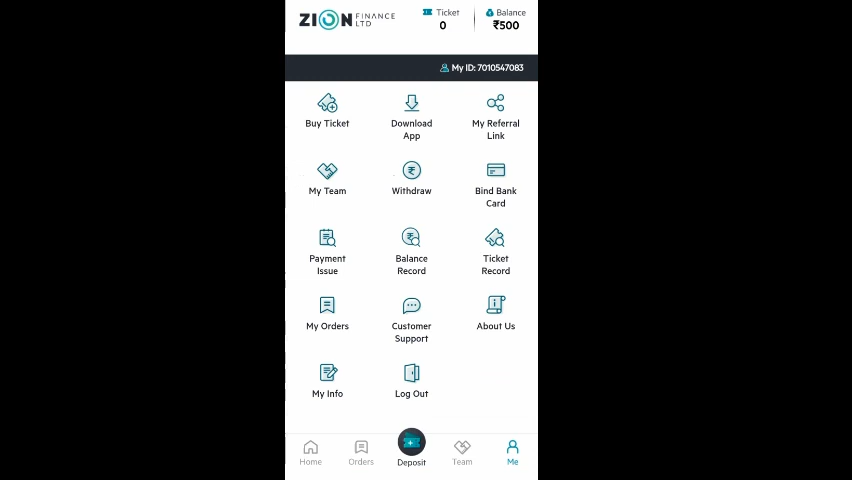 ZION FINANCE LTD
Ticket
0
Balance
₹500
My ID: 7010547083
Buy Ticket
Download
App
My Referral
Link
My Team
Withdraw
Bind Bank
Card
Payment
Issue
Balance
Record
Ticket
Record
My Orders
Customer
Support
About Us
My Info
Log Out
Home
Orders
Deposit
Team
Me